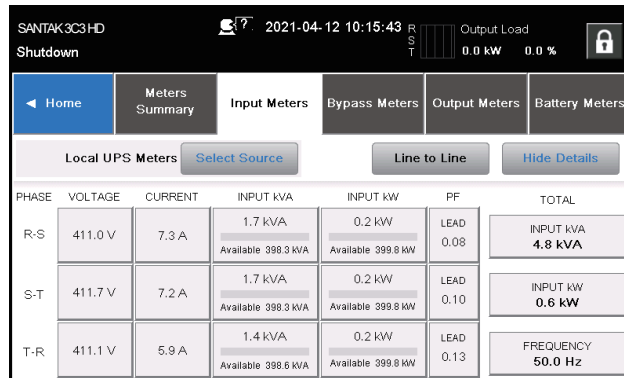 SANTAK 3C3 HD
Shutdown
?
2021-04-12 10:15:43
R
S
T
Output Load
0.0 kW 0.0 %
◄ Home
Meters
Summary
Input Meters
Bypass Meters
Output Meters
Battery Meters
Local UPS Meters
Select Source
Line to Line
Hide Details
PHASE VOLTAGE CURRENT INPUT kVA INPUT kW PF TOTAL
R-S 411.0 V 7.3 A 1.7 kVA 0.2 kW LEAD
0.08
Available 398.3 kVA Available 399.8 kW
INPUT kVA
4.8 kVA
S-T 411.7 V 7.2 A 1.7 kVA 0.2 kW LEAD
0.10
Available 398.3 kVA Available 399.8 kW
INPUT kW
0.6 kW
T-R 411.1 V 5.9 A 1.4 kVA 0.2 kW LEAD
0.13
Available 398.6 kVA Available 399.8 kW
FREQUENCY
50.0 Hz